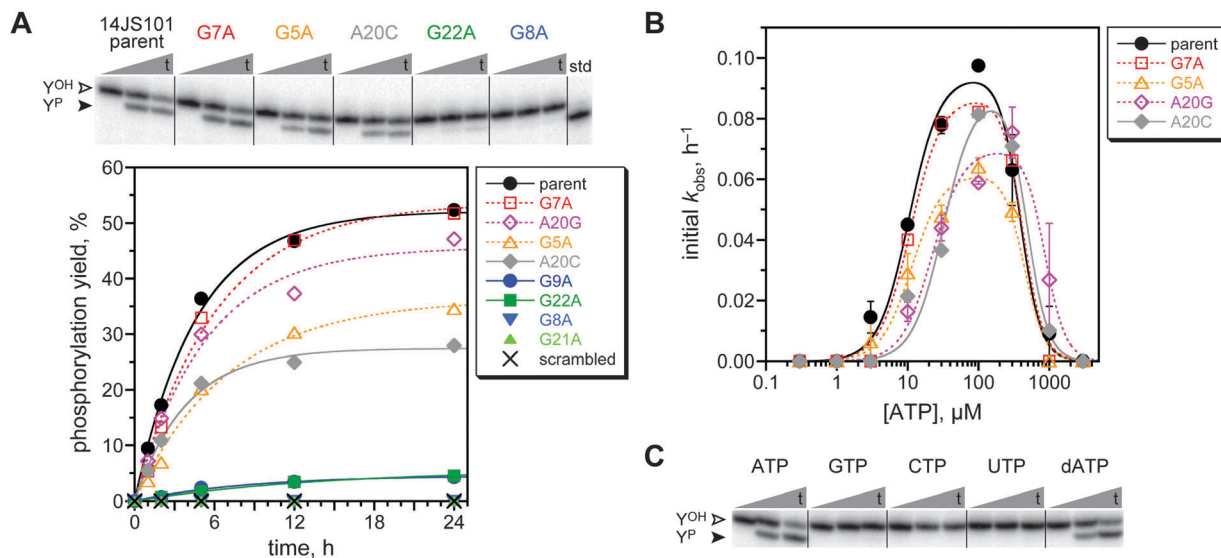 A
14JS101 parent G7A G5A A20C G22A G8A
t t t t t t std
Y^OH
Y^P
phosphorylation yield, %
60
50
40
30
20
10
0
0 6 12 18 24
time, h
parent
G7A
A20G
G5A
A20C
G9A
G22A
G8A
G21A
scrambled
B
initial k_obs, h^–1
0.10
0.08
0.06
0.04
0.02
0.00
0.1 1 10 100 1000
[ATP], µM
parent
G7A
G5A
A20G
A20C
C
ATP GTP CTP UTP dATP
t t t t t
Y^OH
Y^P